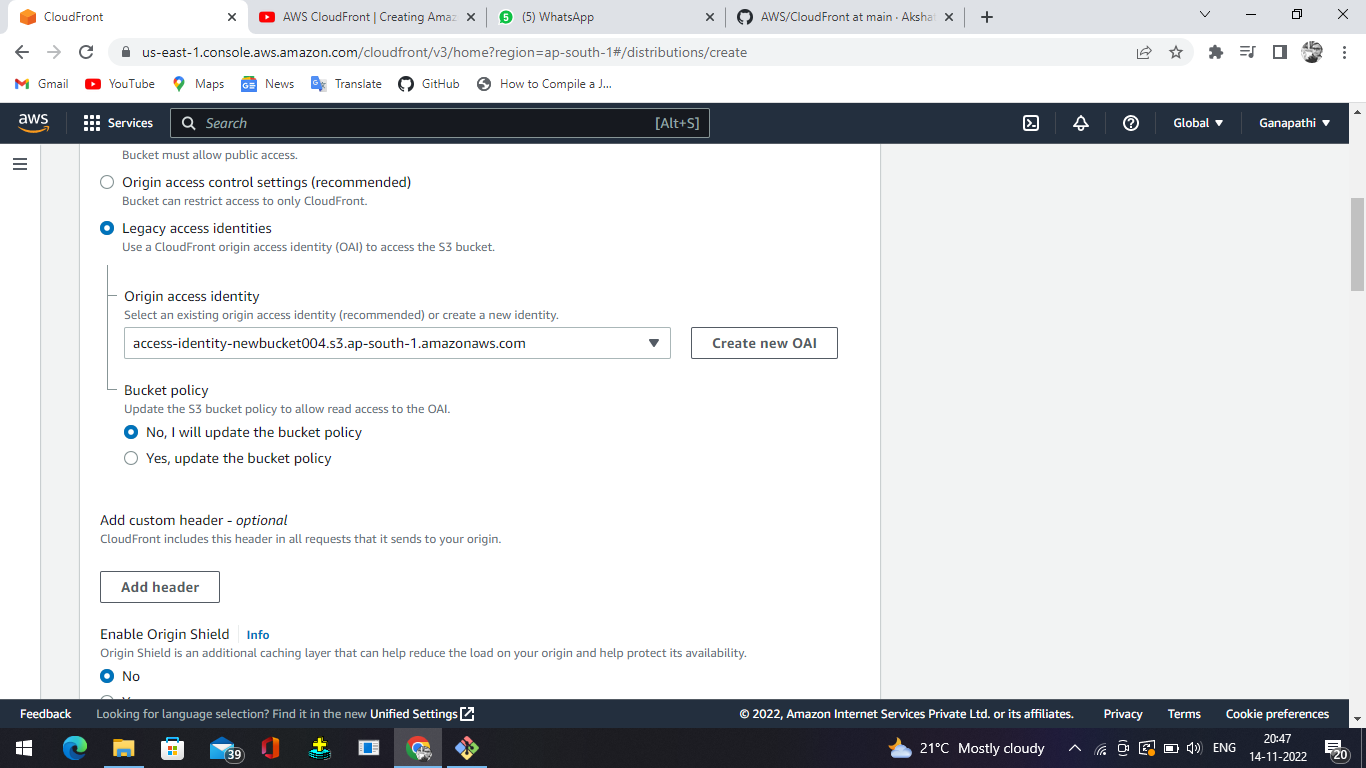 CloudFront
AWS CloudFront | Creating Amaz
(5) WhatsApp
AWS/CloudFront at main · Aksha
us-east-1.console.aws.amazon.com/cloudfront/v3/home?region=ap-south-1#/distributions/create
Gmail
YouTube
Maps
News
Translate
GitHub
How to Compile a J...
aws
Services
Search
[Alt+S]
Global
Ganapathi
Bucket must allow public access.
Origin access control settings (recommended)
Bucket can restrict access to only CloudFront.
Legacy access identities
Use a CloudFront origin access identity (OAI) to access the S3 bucket.
Origin access identity
Select an existing origin access identity (recommended) or create a new identity.
access-identity-newbucket004.s3.ap-south-1.amazonaws.com
Create new OAI
Bucket policy
Update the S3 bucket policy to allow read access to the OAI.
No, I will update the bucket policy
Yes, update the bucket policy
Add custom header - optional
CloudFront includes this header in all requests that it sends to your origin.
Add header
Enable Origin Shield
Info
Origin Shield is an additional caching layer that can help reduce the load on your origin and help protect its availability.
No
Feedback
Looking for language selection? Find it in the new Unified Settings
© 2022, Amazon Internet Services Private Ltd. or its affiliates.
Privacy
Terms
Cookie preferences
39
21°C Mostly cloudy
ENG
20:47
14-11-2022
20